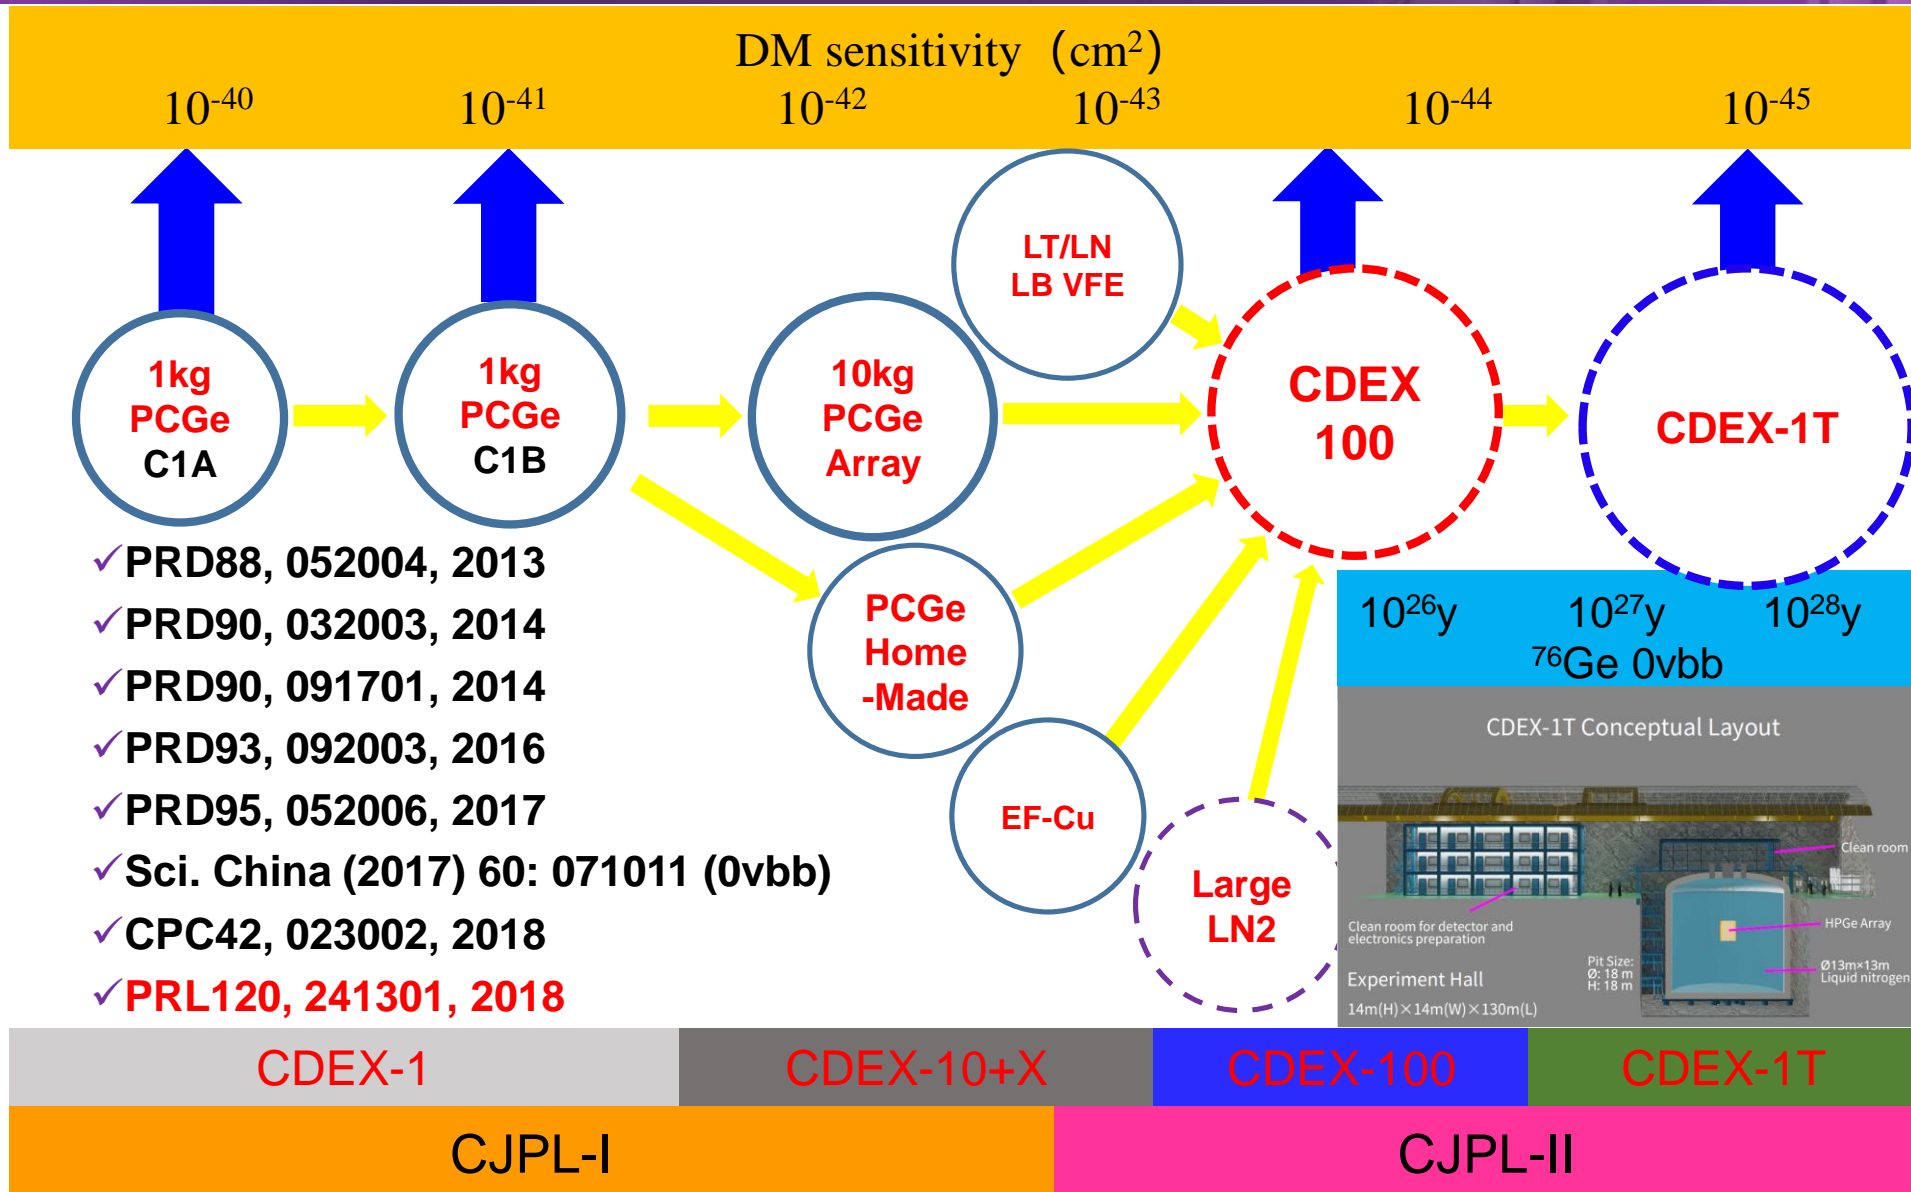 DM sensitivity (cm²)
10⁻⁴⁰ 10⁻⁴¹ 10⁻⁴² 10⁻⁴³ 10⁻⁴⁴ 10⁻⁴⁵
1kg
PCGe
C1A
1kg
PCGe
C1B
10kg
PCGe
Array
LT/LN
LB VFE
CDEX
100
CDEX-1T
PCGe
Home
-Made
EF-Cu
Large
LN2
✓PRD88, 052004, 2013
✓PRD90, 032003, 2014
✓PRD90, 091701, 2014
✓PRD93, 092003, 2016
✓PRD95, 052006, 2017
✓Sci. China (2017) 60: 071011 (0vbb)
✓CPC42, 023002, 2018
✓PRL120, 241301, 2018
10²⁶y 10²⁷y 10²⁸y
⁷⁶Ge 0vbb
CDEX-1T Conceptual Layout
Clean room
Clean room for detector and
electronics preparation
HPGe Array
Pit Size:
Ø: 18 m
H: 18 m
Ø13m×13m
Liquid nitrogen
Experiment Hall
14m(H)×14m(W)×130m(L)
CDEX-1 CDEX-10+X CDEX-100 CDEX-1T
CJPL-I CJPL-II